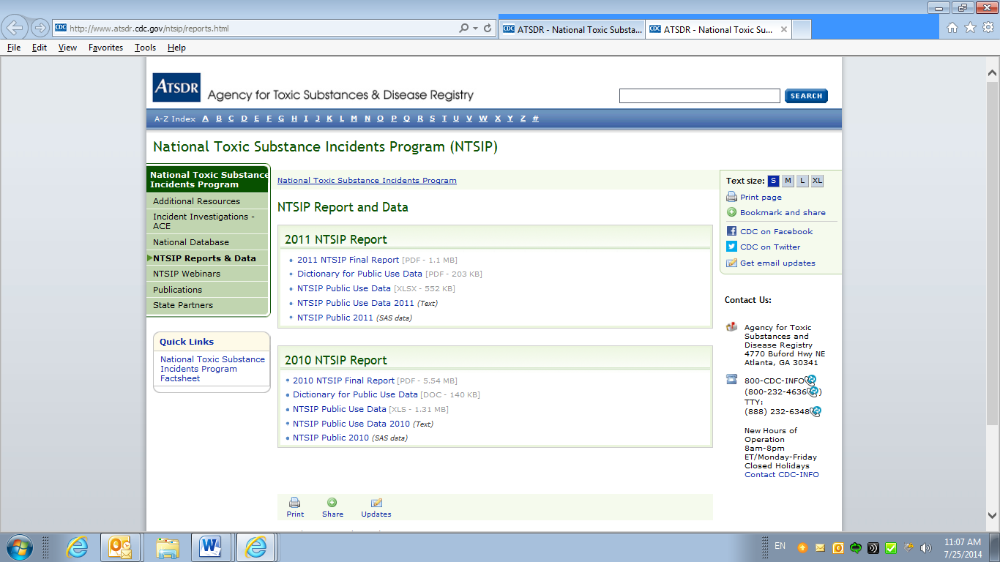 http://www.atsdr.cdc.gov/ntsip/reports.html
ATSDR - National Toxic Substa...
ATSDR - National Toxic Su...
File Edit View Favorites Tools Help
ATSDR Agency for Toxic Substances & Disease Registry
SEARCH
A-Z Index A B C D E F G H I J K L M N O P Q R S T U V W X Y Z #
National Toxic Substance Incidents Program (NTSIP)
National Toxic Substance
Incidents Program
Additional Resources
Incident Investigations -
ACE
National Database
NTSIP Reports & Data
NTSIP Webinars
Publications
State Partners
Quick Links
National Toxic Substance
Incidents Program
Factsheet
National Toxic Substance Incidents Program
NTSIP Report and Data
2011 NTSIP Report
2011 NTSIP Final Report [PDF - 1.1 MB]
Dictionary for Public Use Data [PDF - 203 KB]
NTSIP Public Use Data [XLSX - 552 KB]
NTSIP Public Use Data 2011 (Text)
NTSIP Public 2011 (SAS data)
2010 NTSIP Report
2010 NTSIP Final Report [PDF - 5.54 MB]
Dictionary for Public Use Data [DOC - 140 KB]
NTSIP Public Use Data [XLS - 1.31 MB]
NTSIP Public Use Data 2010 (Text)
NTSIP Public 2010 (SAS data)
Print Share Updates
Text size: S M L XL
Print page
Bookmark and share
CDC on Facebook
CDC on Twitter
Get email updates
Contact Us:
Agency for Toxic
Substances and
Disease Registry
4770 Buford Hwy NE
Atlanta, GA 30341
800-CDC-INFO
(800-232-4636)
TTY:
(888) 232-6348
New Hours of
Operation
8am-8pm
ET/Monday-Friday
Closed Holidays
Contact CDC-INFO
EN
11:07 AM
7/25/2014